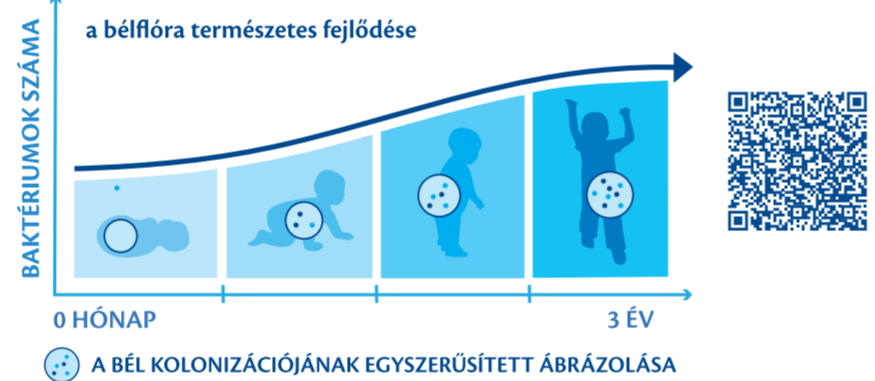 a bélflóra természetes fejlődése
BAKTÉRIUMOK SZÁMA
0 HÓNAP
3 ÉV
A BÉL KOLONIZÁCIÓJÁNAK EGYSZERŰSÍTETT ÁBRÁZOLÁSA